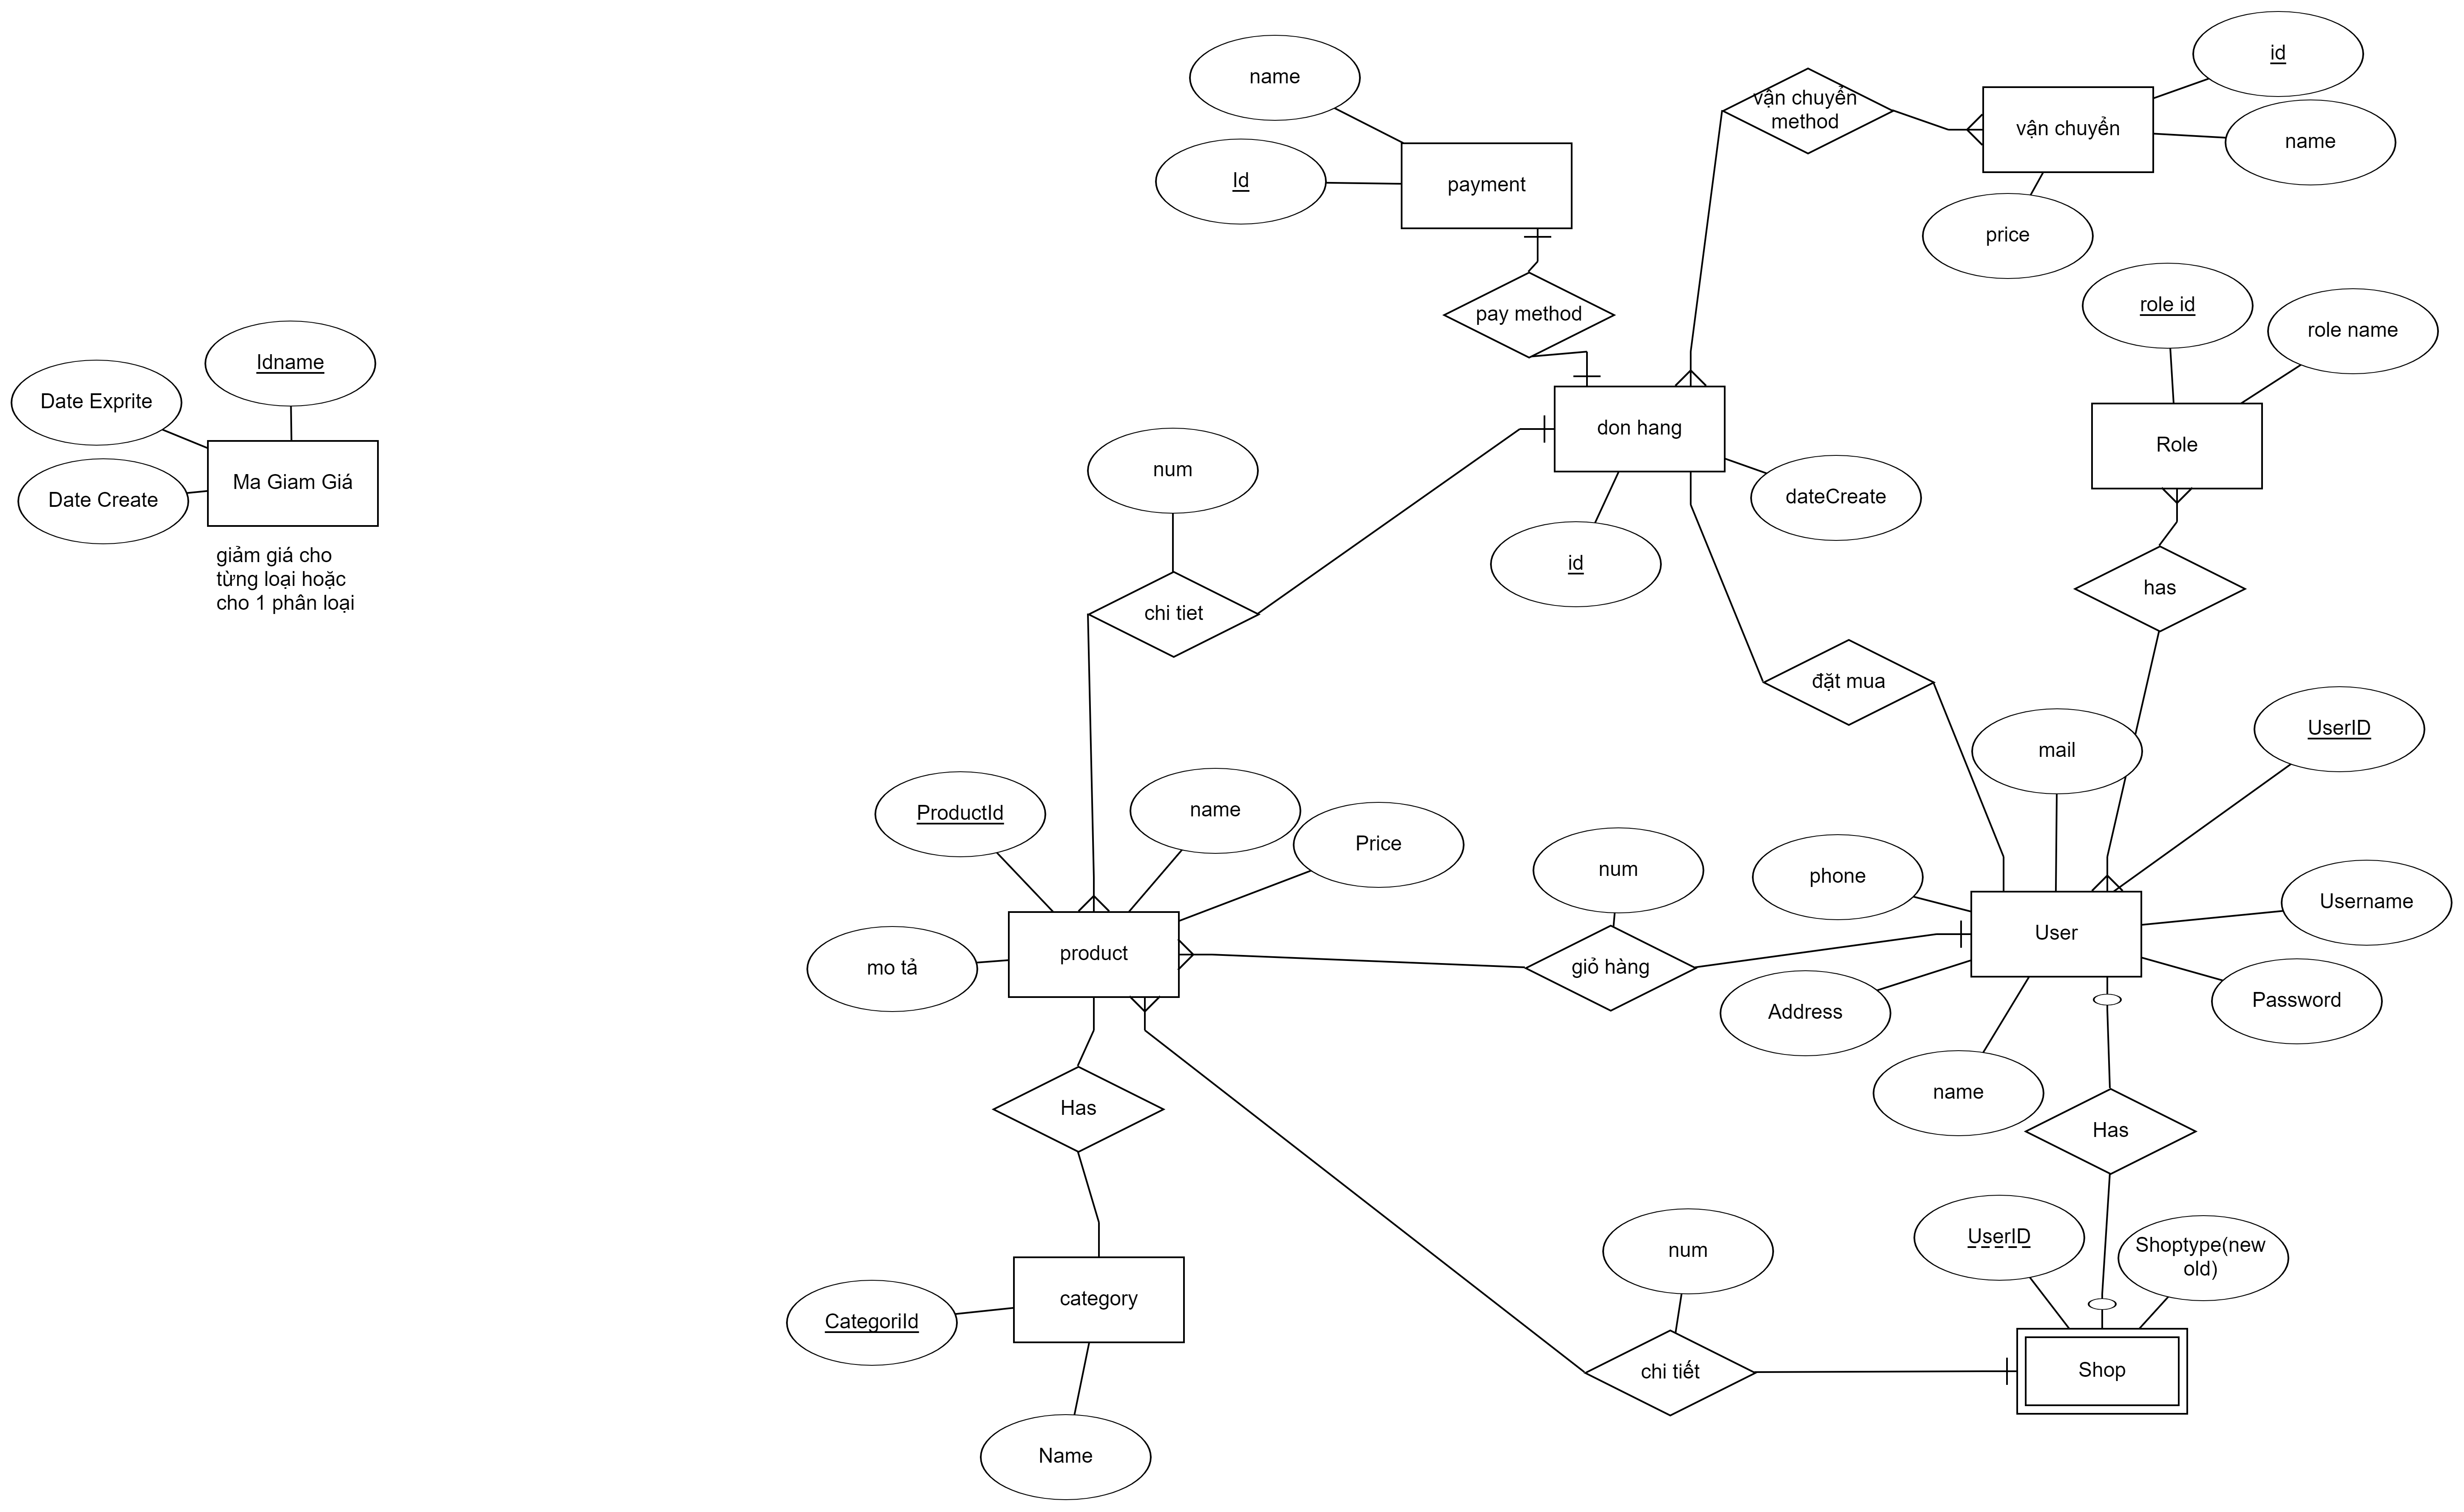 id
name
vận chuyển
method
vận chuyển
name
Id
payment
price
role id
role name
pay method
Idname
Date Exprite
Ma Giam Giá
Date Create
giảm giá cho
từng loại hoặc
cho 1 phân loại
don hang
Role
num
dateCreate
id
has
chi tiet
đặt mua
mail
UserID
ProductId
name
Price
num
phone
Username
User
product
mo tả
giỏ hàng
Address
Password
name
Has
Has
num
UserID
Shoptype(new
old)
category
CategoriId
chi tiết
Shop
Name